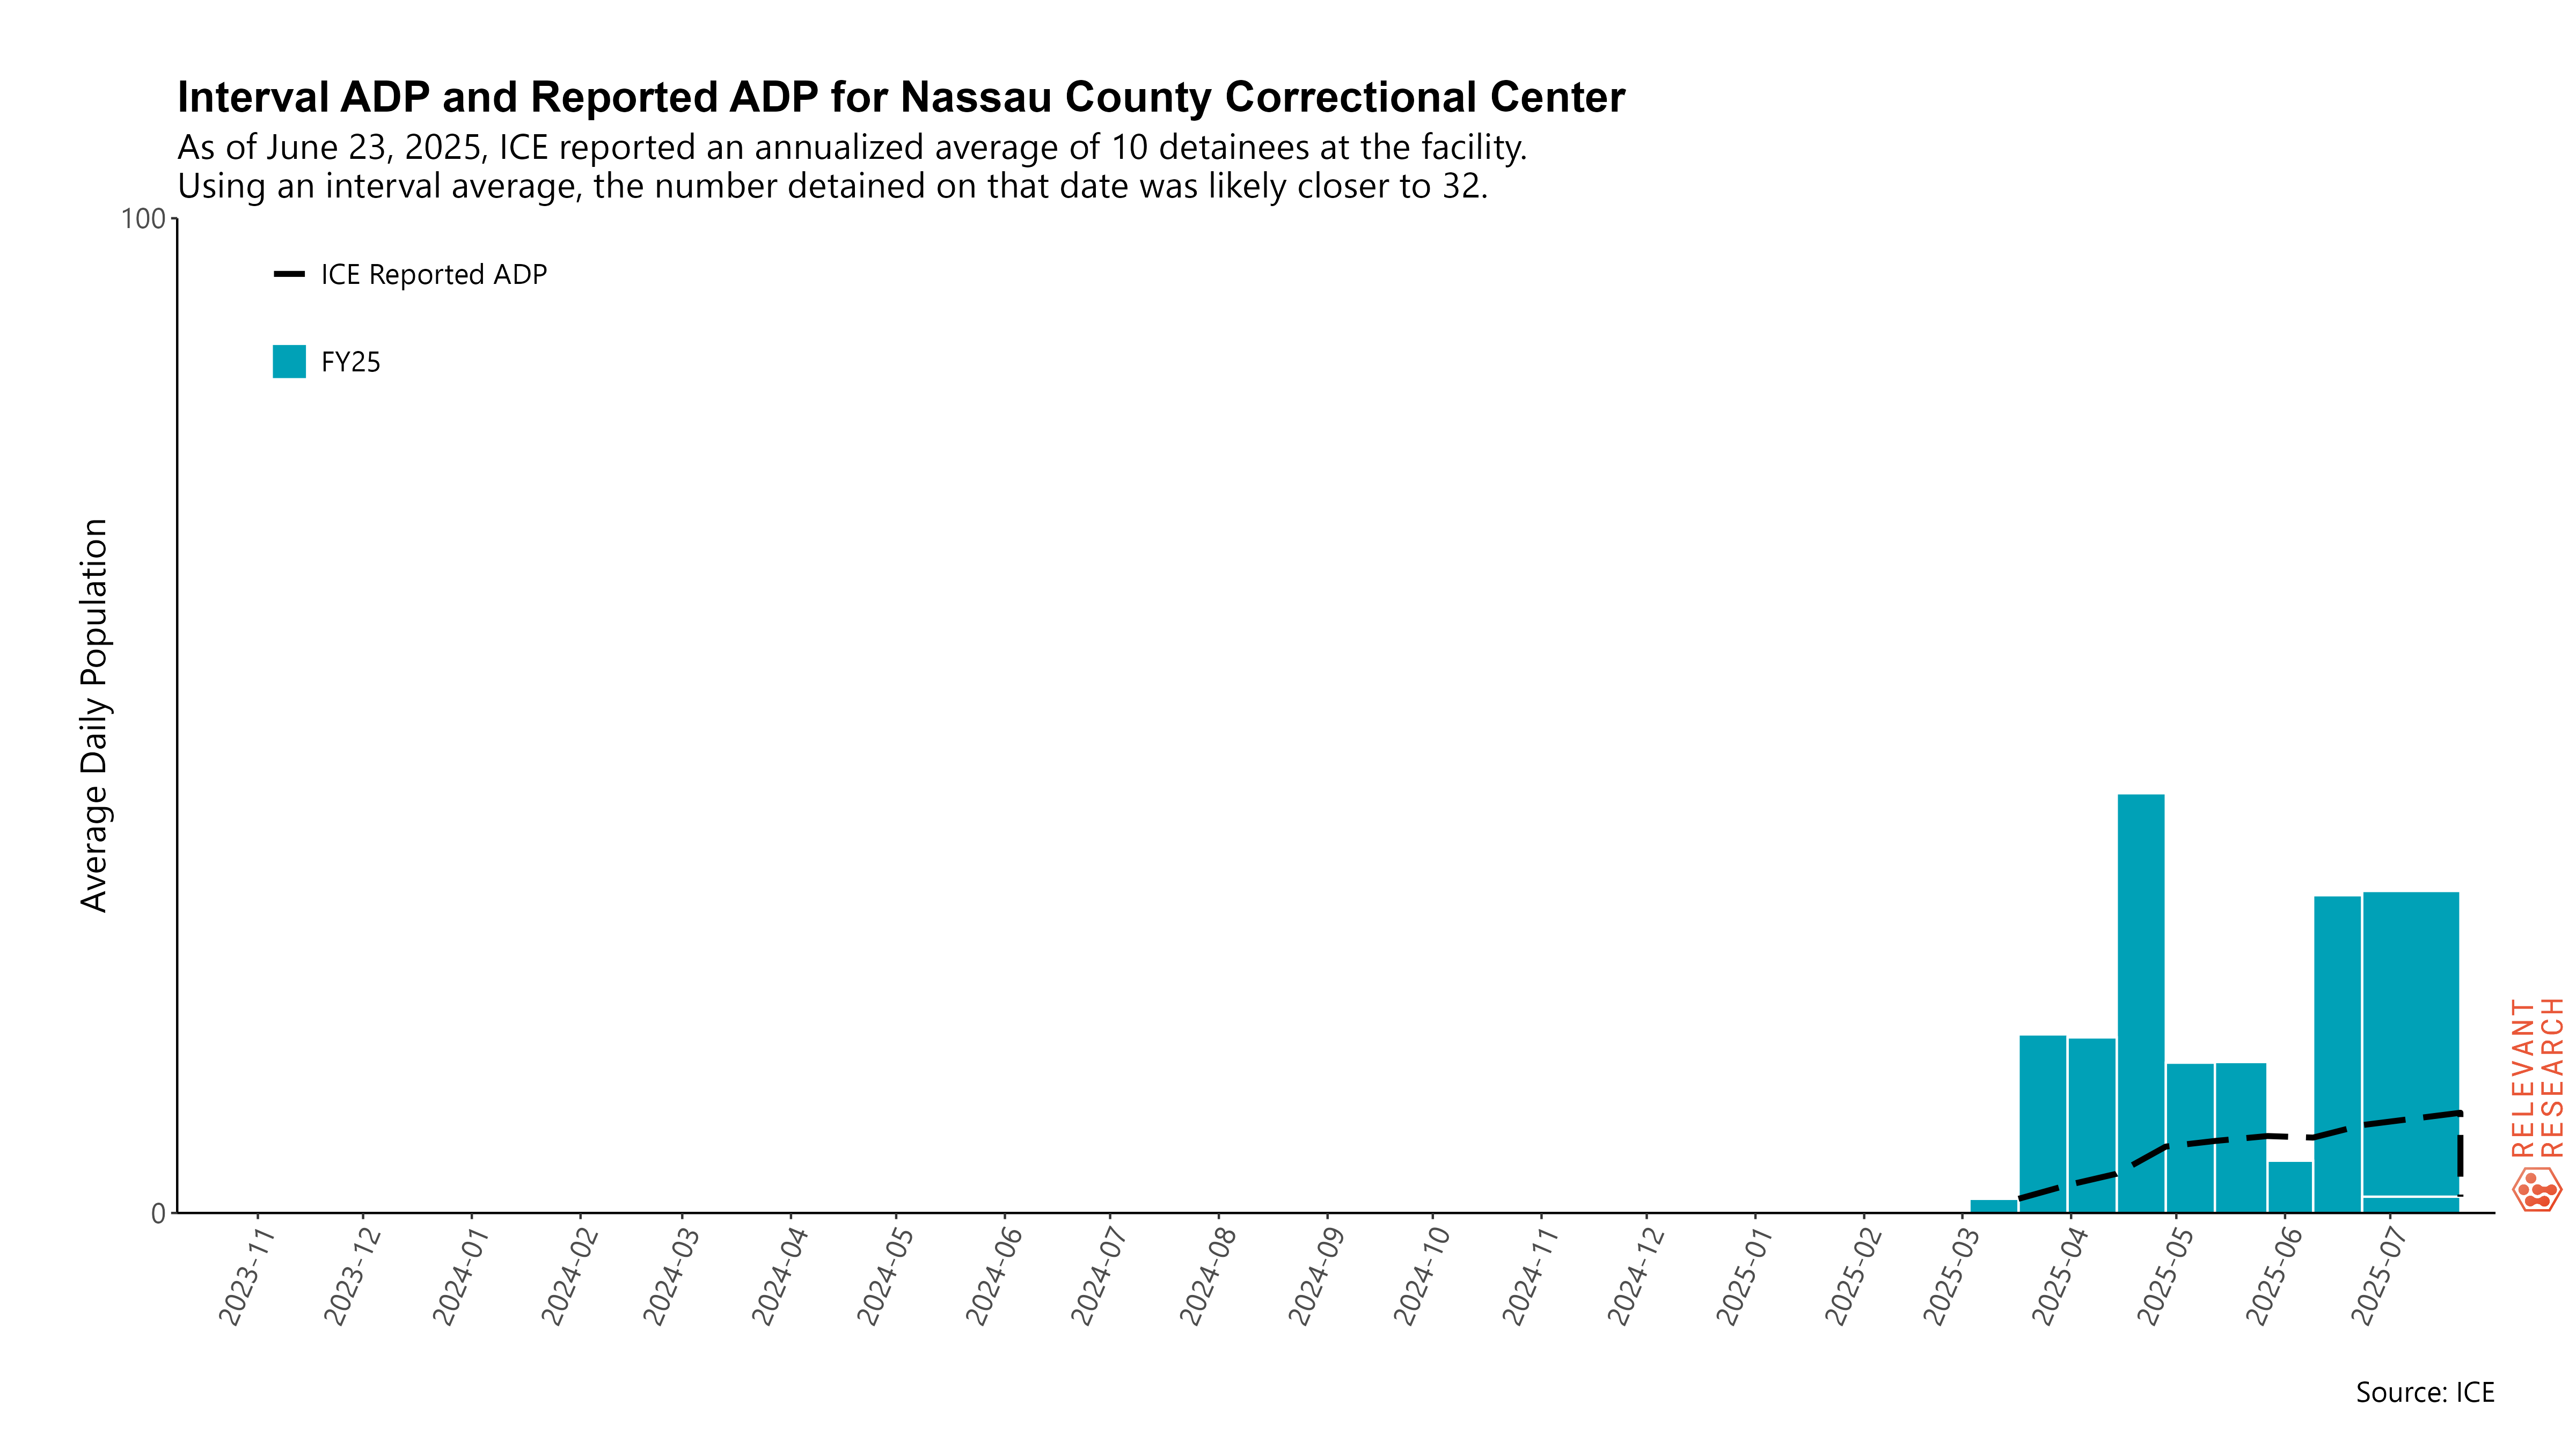 Interval ADP and Reported ADP for Nassau County Correctional Center
As of June 23, 2025, ICE reported an annualized average of 10 detainees at the facility.
Using an interval average, the number detained on that date was likely closer to 32.
100
ICE Reported ADP
FY25
Average Daily Population
0
2023-11
2023-12
2024-01
2024-02
2024-03
2024-04
2024-05
2024-06
2024-07
2024-08
2024-09
2024-10
2024-11
2024-12
2025-01
2025-02
2025-03
2025-04
2025-05
2025-06
2025-07
RELEVANT
RESEARCH
Source: ICE